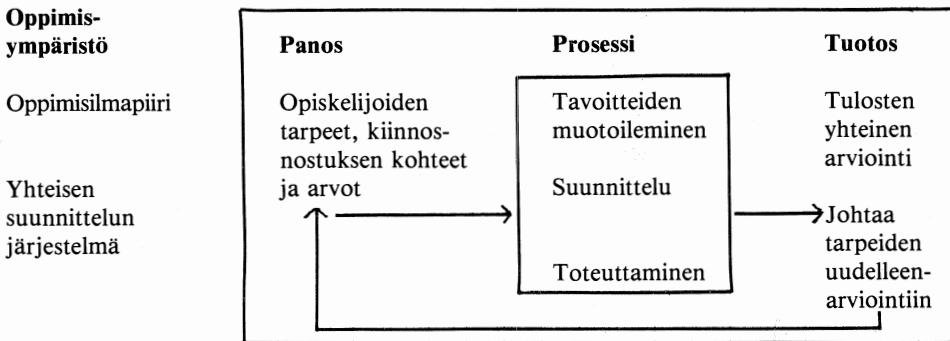 Oppimis-
ympäristö
Oppimisilmapiiri
Yhteisen
suunnittelun
järjestelmä
Panos
Opiskelijoiden
tarpeet, kiinnos-
nostuksen kohteet
ja arvot
Prosessi
Tavoitteiden
muotoileminen
Suunnittelu
Toteuttaminen
Tuotos
Tulosten
yhteinen
arviointi
Johtaa
tarpeiden
uudelleen-
arviointiin